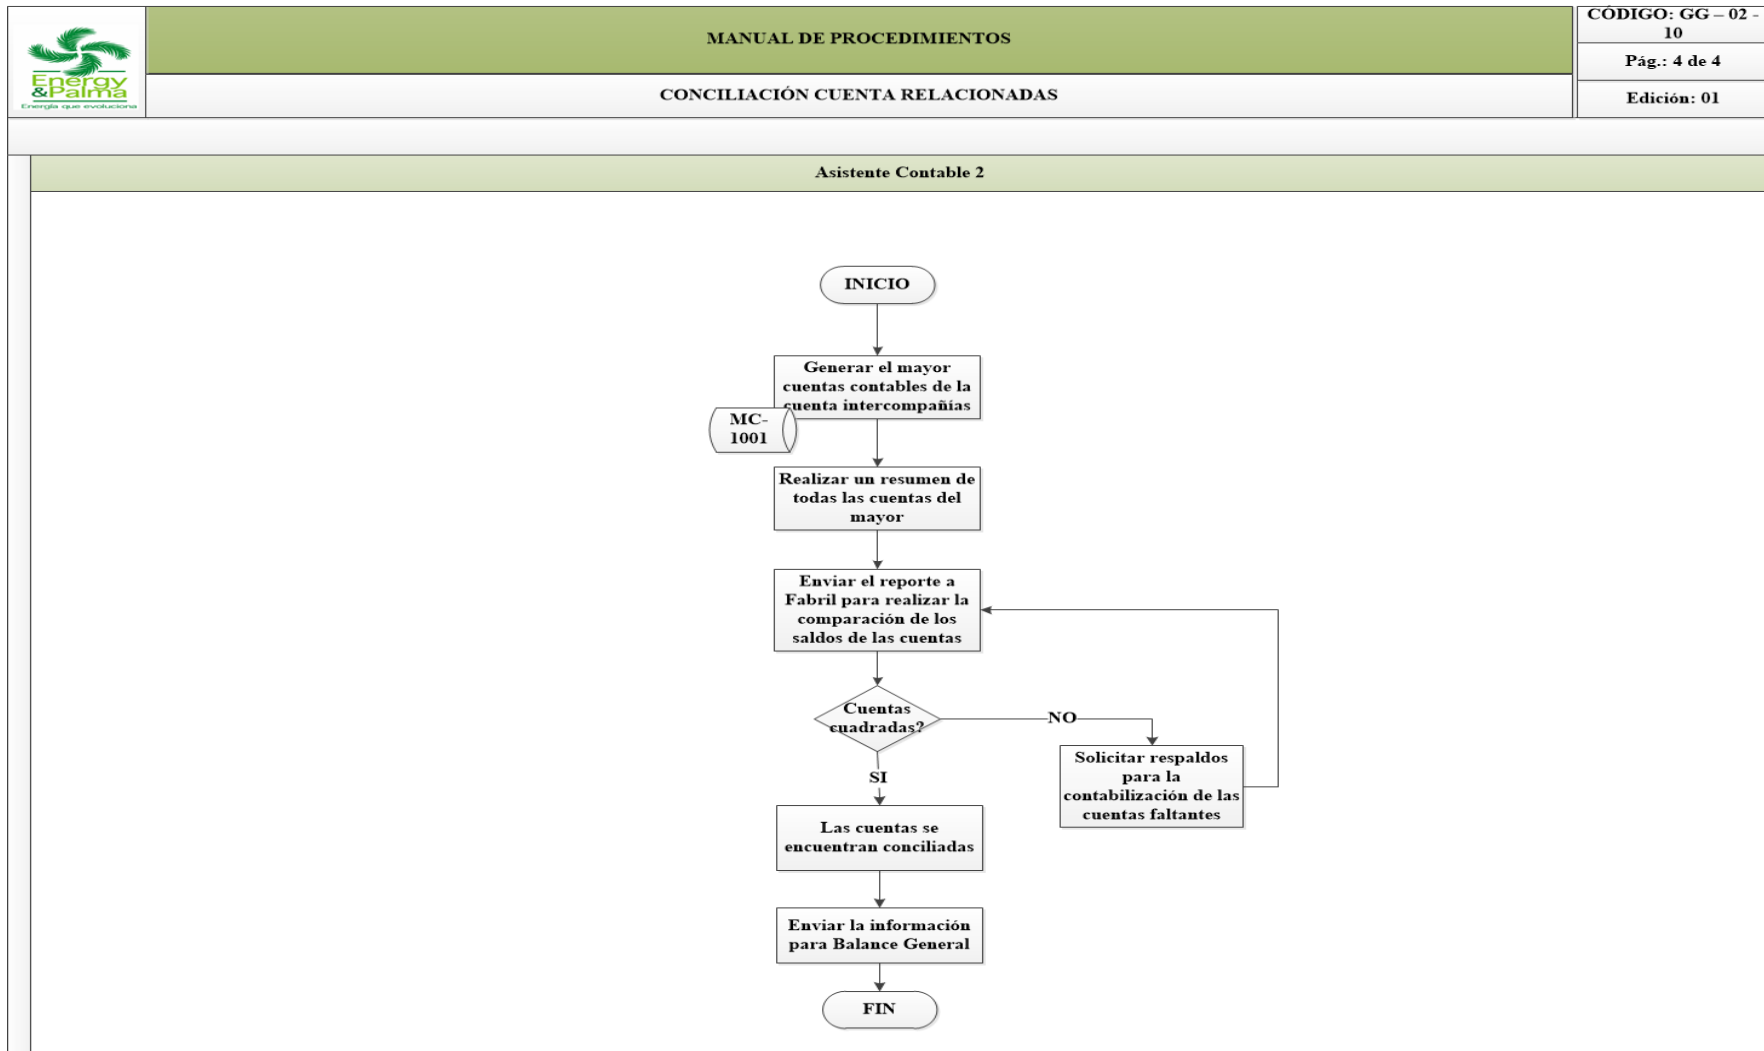 Energy
&Palma
Energía que evoluciona
MANUAL DE PROCEDIMIENTOS
CONCILIACIÓN CUENTA RELACIONADAS
CÓDIGO: GG – 02 -
10
Pág.: 4 de 4
Edición: 01
Asistente Contable 2
INICIO
Generar el mayor
cuentas contables de la
cuenta intercompañías
MC-
1001
Realizar un resumen de
todas las cuentas del
mayor
Enviar el reporte a
Fabril para realizar la
comparación de los
saldos de las cuentas
Cuentas
cuadradas?
NO
Solicitar respaldos
para la
contabilización de las
cuentas faltantes
SI
Las cuentas se
encuentran conciliadas
Enviar la información
para Balance General
FIN